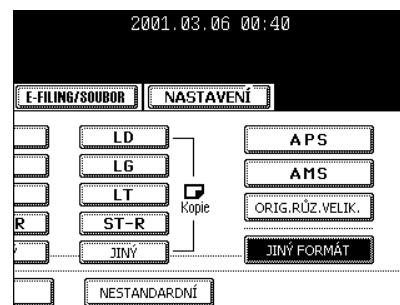 2001.03.06 00:40
E-FILING/SOUBOR NASTAVENÍ
LD APS
LG AMS
LT Kopie ORIG.RŮZ.VELIK.
R ST-R
JINÝ JINÝ FORMÁT
NESTANDARDNÍ